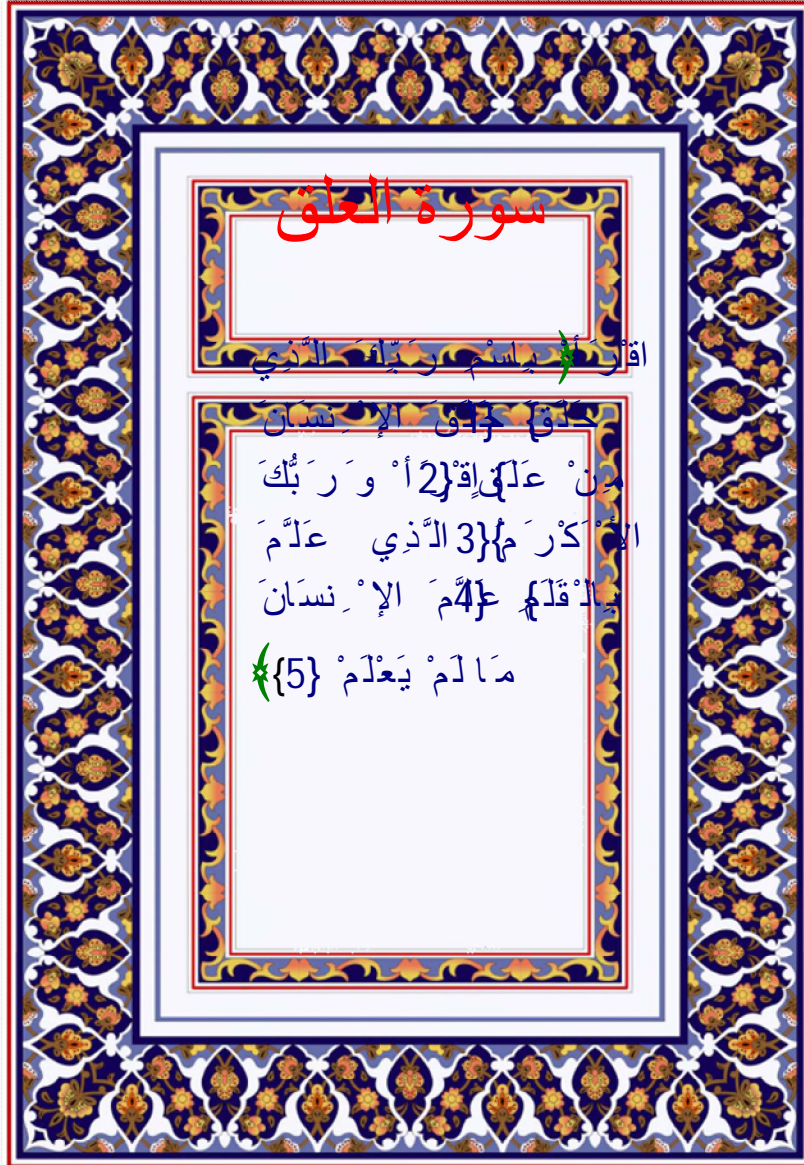 سورة العلق
﴿ اقْرَأْ بِاسْمِ رَبِّكَ الَّذِي
خَلَقَ {1} خَلَقَ الإِنسَانَ
مِنْ عَلَقٍ {2} اقْرَأْ وَرَبُّكَ
الأَكْرَمُ {3} الَّذِي عَلَّمَ
بِالْقَلَمِ {4} عَلَّمَ الإِنسَانَ
مَا لَمْ يَعْلَمْ {5} ﴾